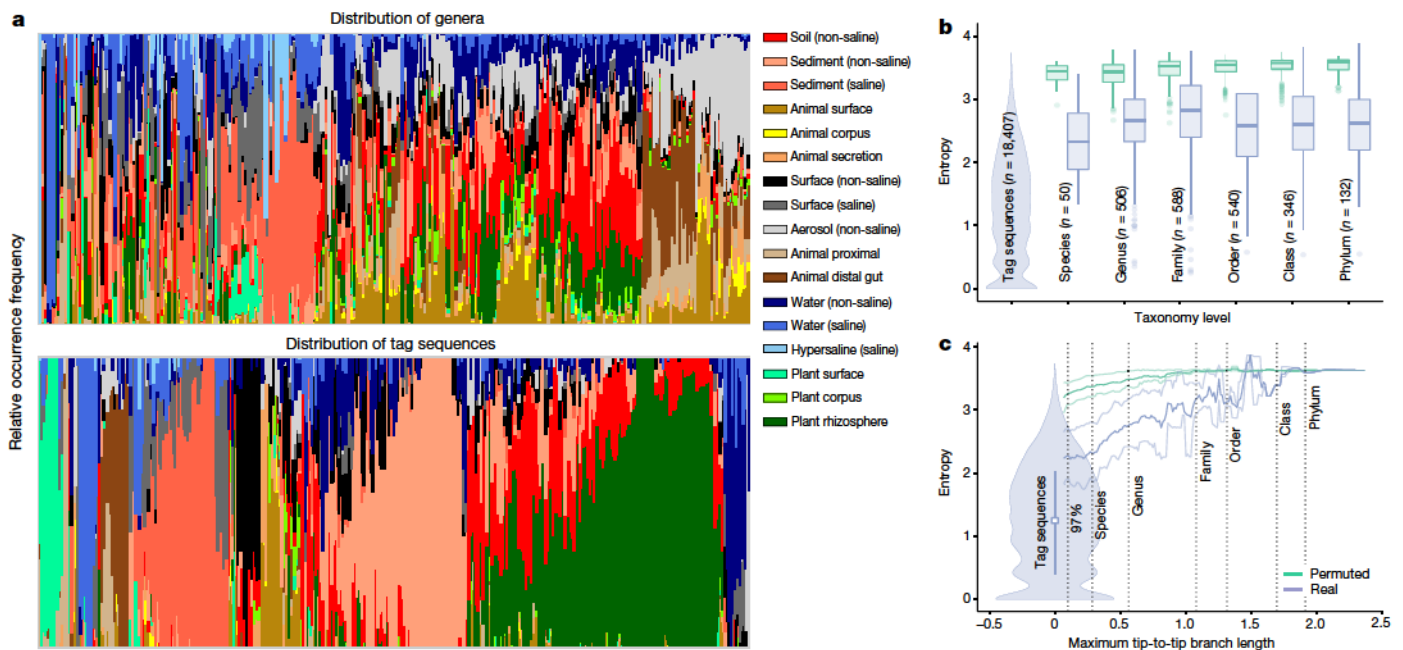 a
Distribution of genera
Relative occurrence frequency
Distribution of tag sequences
Soil (non-saline)
Sediment (non-saline)
Sediment (saline)
Animal surface
Animal corpus
Animal secretion
Surface (non-saline)
Surface (saline)
Aerosol (non-saline)
Animal proximal
Animal distal gut
Water (non-saline)
Water (saline)
Hypersaline (saline)
Plant surface
Plant corpus
Plant rhizosphere
b
Entropy
4
3
2
1
0
Tag sequences (n = 18,407)
Species (n = 50)
Genus (n = 506)
Family (n = 588)
Order (n = 540)
Class (n = 346)
Phylum (n = 132)
Taxonomy level
c
Entropy
4
3
2
1
0
Tag sequences
97%
Species
Genus
Family
Order
Class
Phylum
Permuted
Real
−0.5
0
0.5
1.0
1.5
2.0
2.5
Maximum tip-to-tip branch length